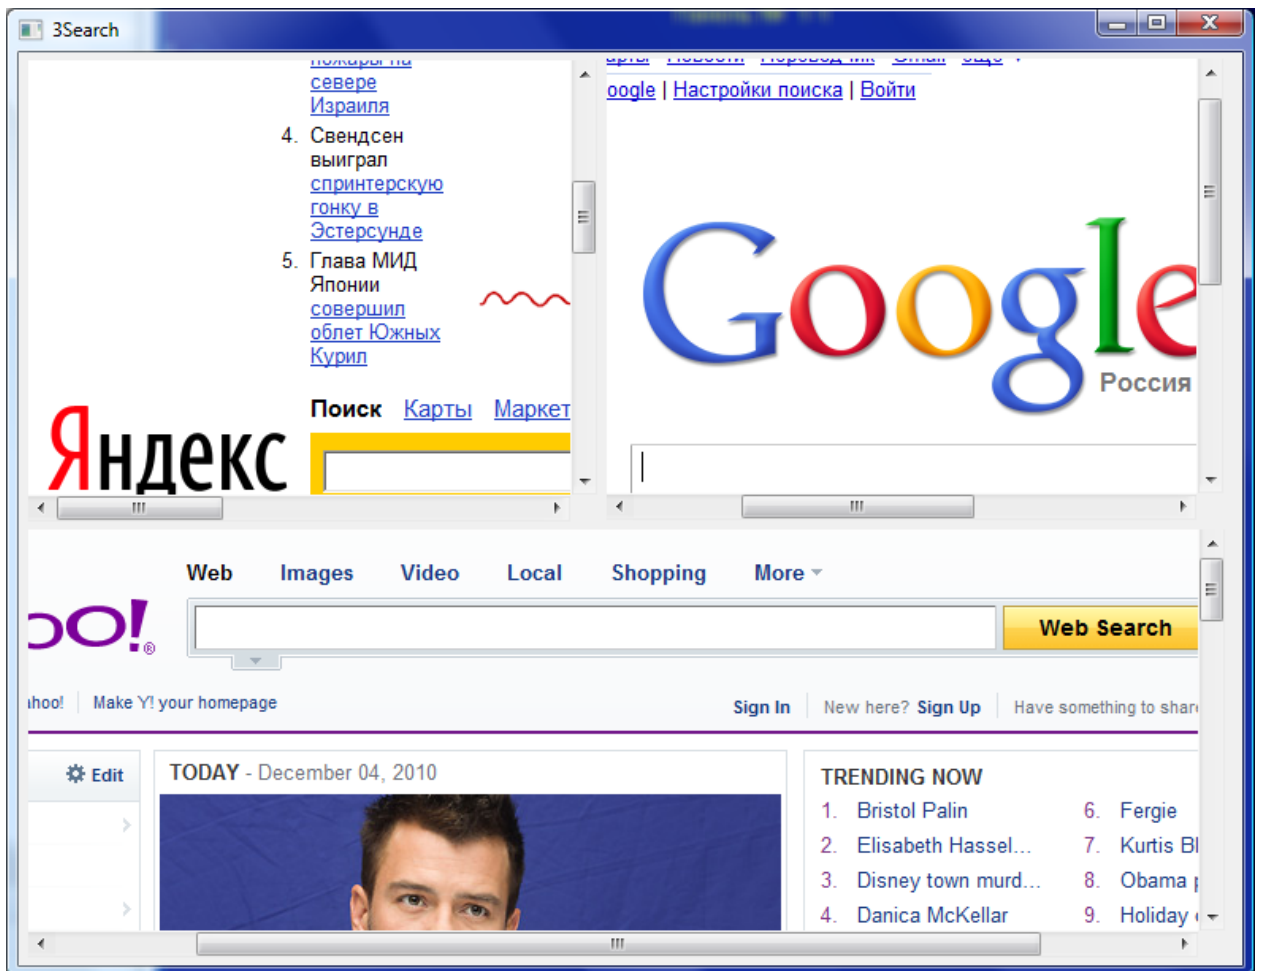 3Search
севере
Израиля
4. Свендсен
выиграл
спринтерскую
гонку в
Эстерсунде
5. Глава МИД
Японии
совершил
облет Южных
Курил
Поиск Карты Маркет
Яндекс
oogle | Настройки поиска | Войти
Google
Россия
Web Images Video Local Shopping More
oo!®
Web Search
ahoo! Make Y! your homepage
Sign In New here? Sign Up Have something to share
Edit
TODAY - December 04, 2010
TRENDING NOW
1. Bristol Palin
2. Elisabeth Hassel...
3. Disney town murd...
4. Danica McKellar
6. Fergie
7. Kurtis Bl
8. Obama p
9. Holiday